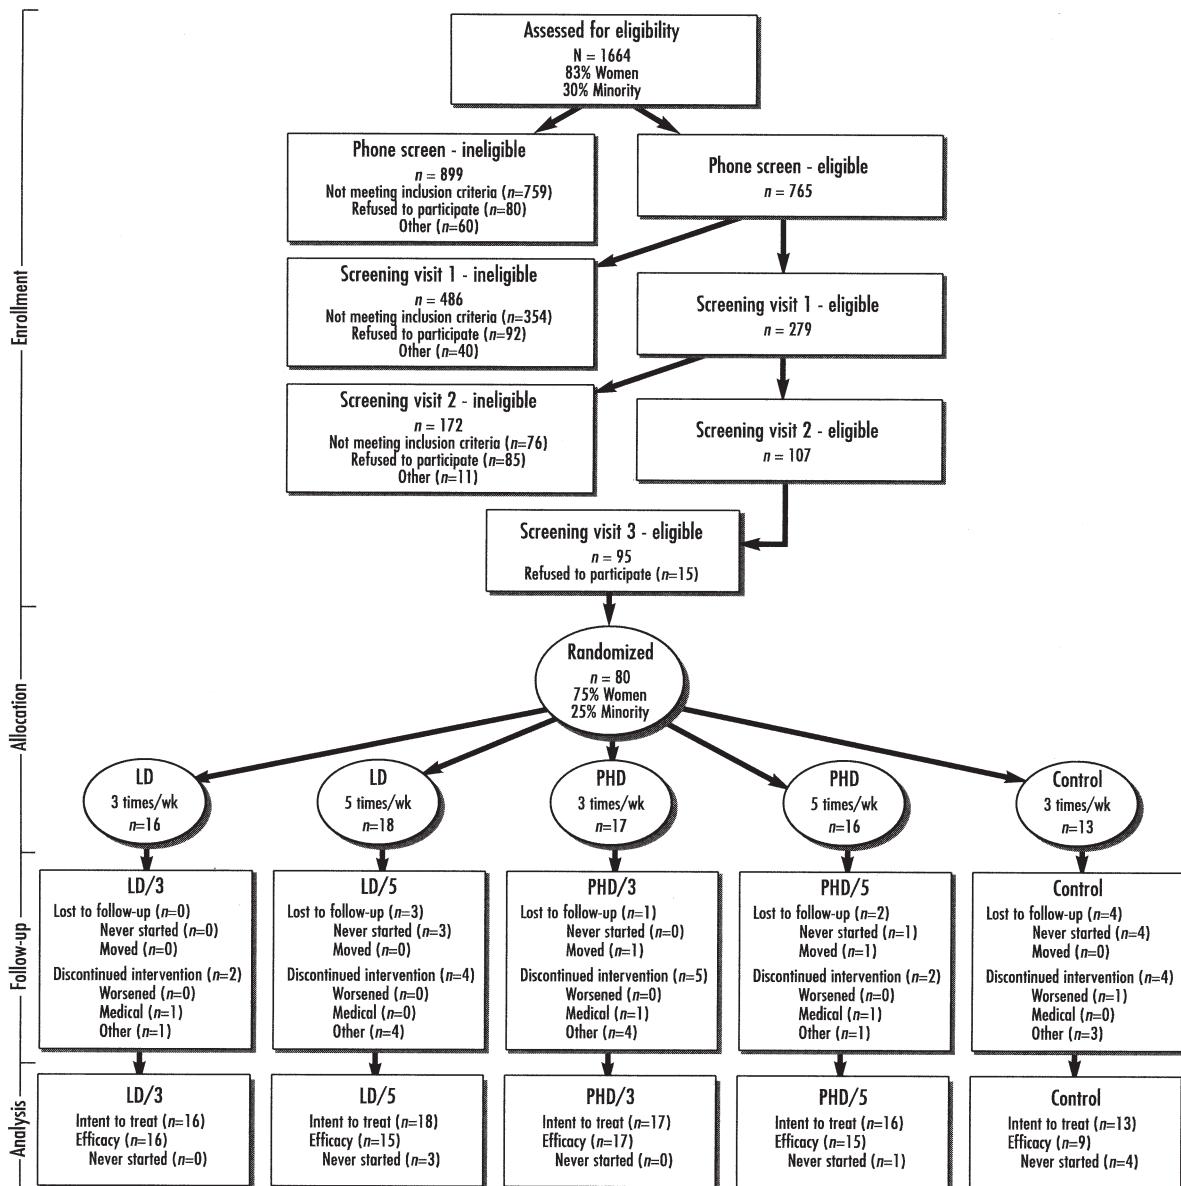 Assessed for eligibility
N = 1664
83% Women
30% Minority
Phone screen - ineligible
n = 899
Not meeting inclusion criteria (n=759)
Refused to participate (n=80)
Other (n=60)
Phone screen - eligible
n = 765
Screening visit 1 - ineligible
n = 486
Not meeting inclusion criteria (n=354)
Refused to participate (n=92)
Other (n=40)
Screening visit 1 - eligible
n = 279
Screening visit 2 - ineligible
n = 172
Not meeting inclusion criteria (n=76)
Refused to participate (n=85)
Other (n=11)
Screening visit 2 - eligible
n = 107
Screening visit 3 - eligible
n = 95
Refused to participate (n=15)
Enrollment
Randomized
n = 80
75% Women
25% Minority
Allocation
LD
3 times/wk
n=16
LD
5 times/wk
n=18
PHD
3 times/wk
n=17
PHD
5 times/wk
n=16
Control
3 times/wk
n=13
Follow-up
LD/3
Lost to follow-up (n=0)
Never started (n=0)
Moved (n=0)
Discontinued intervention (n=2)
Worsened (n=0)
Medical (n=1)
Other (n=1)
LD/5
Lost to follow-up (n=3)
Never started (n=3)
Moved (n=0)
Discontinued intervention (n=4)
Worsened (n=0)
Medical (n=0)
Other (n=4)
PHD/3
Lost to follow-up (n=1)
Never started (n=0)
Moved (n=1)
Discontinued intervention (n=5)
Worsened (n=0)
Medical (n=1)
Other (n=4)
PHD/5
Lost to follow-up (n=2)
Never started (n=1)
Moved (n=1)
Discontinued intervention (n=2)
Worsened (n=0)
Medical (n=1)
Other (n=1)
Control
Lost to follow-up (n=4)
Never started (n=4)
Moved (n=0)
Discontinued intervention (n=4)
Worsened (n=1)
Medical (n=0)
Other (n=3)
Analysis
LD/3
Intent to treat (n=16)
Efficacy (n=16)
Never started (n=0)
LD/5
Intent to treat (n=18)
Efficacy (n=15)
Never started (n=3)
PHD/3
Intent to treat (n=17)
Efficacy (n=17)
Never started (n=0)
PHD/5
Intent to treat (n=16)
Efficacy (n=15)
Never started (n=1)
Control
Intent to treat (n=13)
Efficacy (n=9)
Never started (n=4)